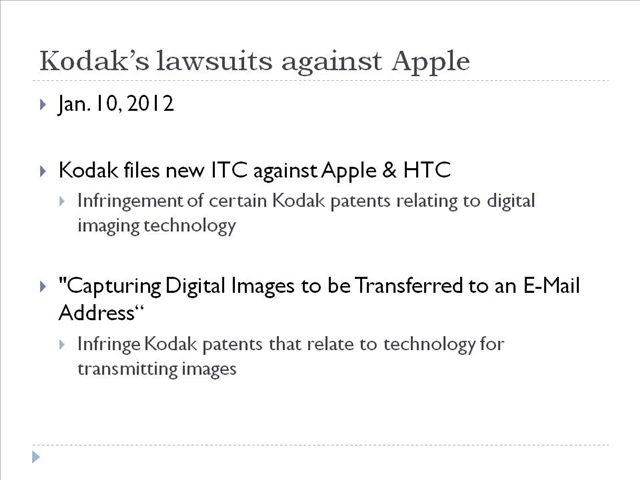 Kodak’s lawsuits against Apple
Jan. 10, 2012
Kodak files new ITC against Apple & HTC
Infringement of certain Kodak patents relating to digital
imaging technology
"Capturing Digital Images to be Transferred to an E-Mail
Address“
Infringe Kodak patents that relate to technology for
transmitting images